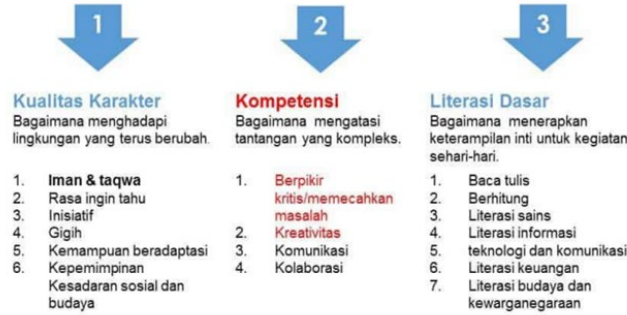 1
Kualitas Karakter
Bagaimana menghadapi
lingkungan yang terus berubah.
1. Iman & taqwa
2. Rasa ingin tahu
3. Inisiatif
4. Gigih
5. Kemampuan beradaptasi
6. Kepemimpinan
Kesadaran sosial dan
budaya
2
Kompetensi
Bagaimana mengatasi
tantangan yang kompleks.
1. Berpikir
kritis/memecahkan
masalah
2. Kreativitas
3. Komunikasi
4. Kolaborasi
3
Literasi Dasar
Bagaimana menerapkan
keterampilan inti untuk kegiatan
sehari-hari.
1. Baca tulis
2. Berhitung
3. Literasi sains
4. Literasi informasi
5. teknologi dan komunikasi
6. Literasi keuangan
7. Literasi budaya dan
kewarganegaraan